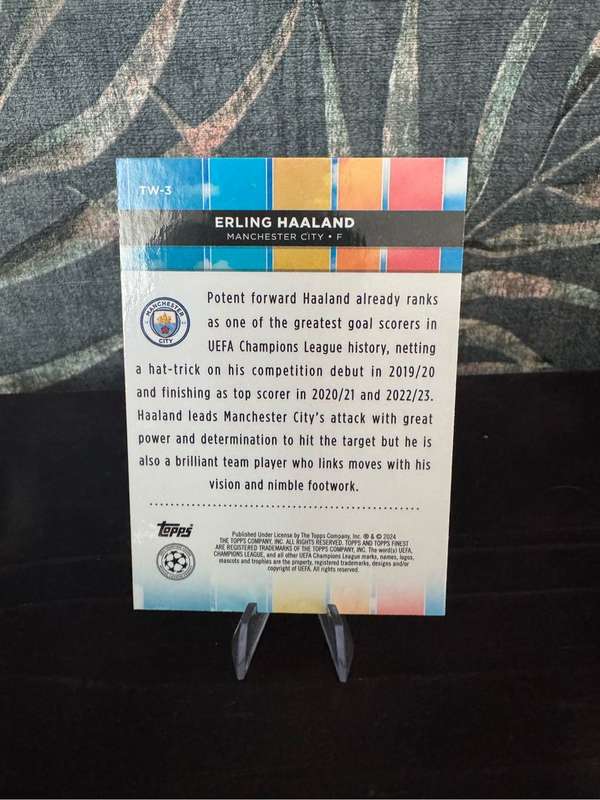 TW-3
ERLING HAALAND
MANCHESTER CITY • F
MANCHESTER
CITY
Potent forward Haaland already ranks
as one of the greatest goal scorers in
UEFA Champions League history, netting
a hat-trick on his competition debut in 2019/20
and finishing as top scorer in 2020/21 and 2022/23.
Haaland leads Manchester City's attack with great
power and determination to hit the target but he is
also a brilliant team player who links moves with his
vision and nimble footwork.
Topps
Published Under License by The Topps Company, Inc. ® & © 2024
THE TOPPS COMPANY, INC. ALL RIGHTS RESERVED. TOPPS AND TOPPS FINEST
ARE REGISTERED TRADEMARKS OF THE TOPPS COMPANY, INC. The word(s) UEFA,
CHAMPIONS LEAGUE, and all other UEFA Champions League marks, names, logos,
mascots and trophies are the property, registered trademarks, designs and/or
copyright of UEFA. All rights reserved.